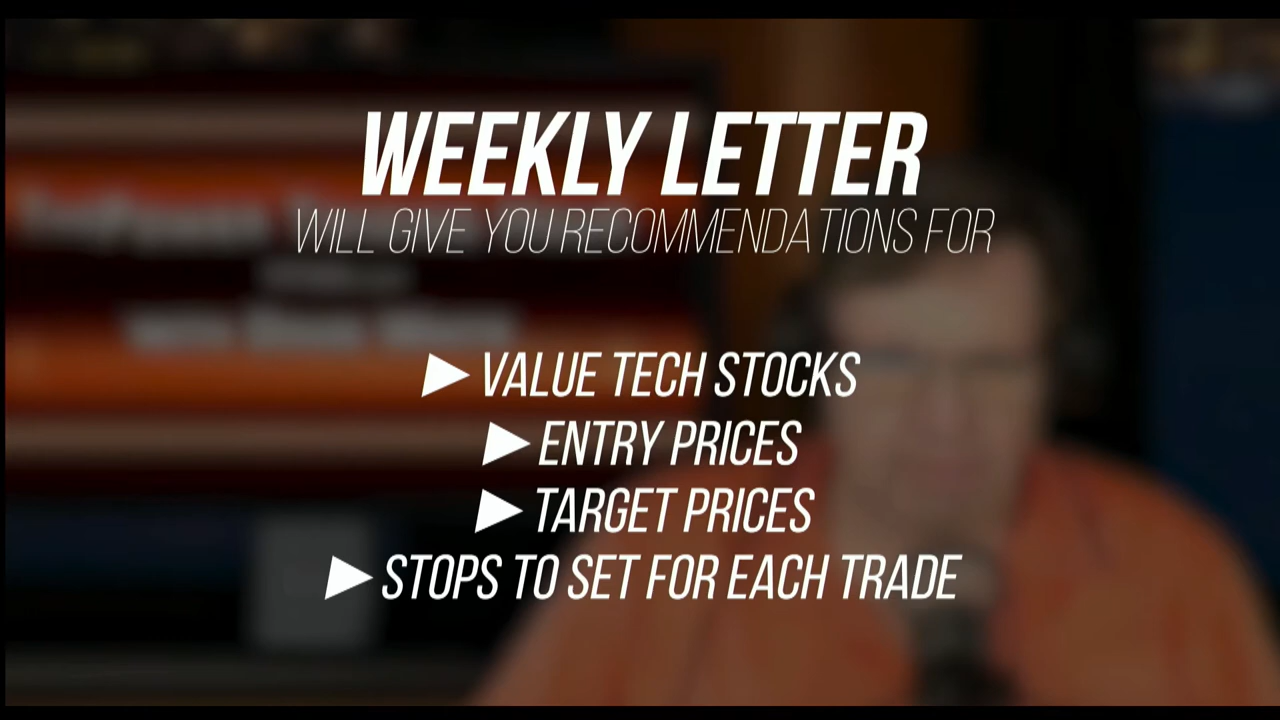 WEEKLY LETTER
WILL GIVE YOU RECOMMENDATIONS FOR
▶ VALUE TECH STOCKS
▶ ENTRY PRICES
▶ TARGET PRICES
▶ STOPS TO SET FOR EACH TRADE